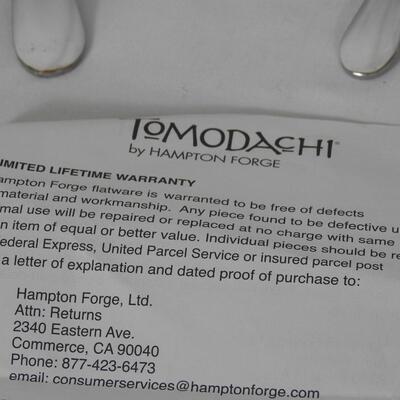 TOMODACHI
by HAMPTON FORGE
LIMITED LIFETIME WARRANTY
Hampton Forge flatware is warranted to be free of defects
material and workmanship. Any piece found to be defective
mal use will be repaired or replaced at no charge with same
n item of equal or better value. Individual pieces should be
Federal Express, United Parcel Service or insured parcel post
a letter of explanation and dated proof of purchase to:
Hampton Forge, Ltd.
Attn: Returns
2340 Eastern Ave.
Commerce, CA 90040
Phone: 877-423-6473
email: consumerservices@hamptonforge.com